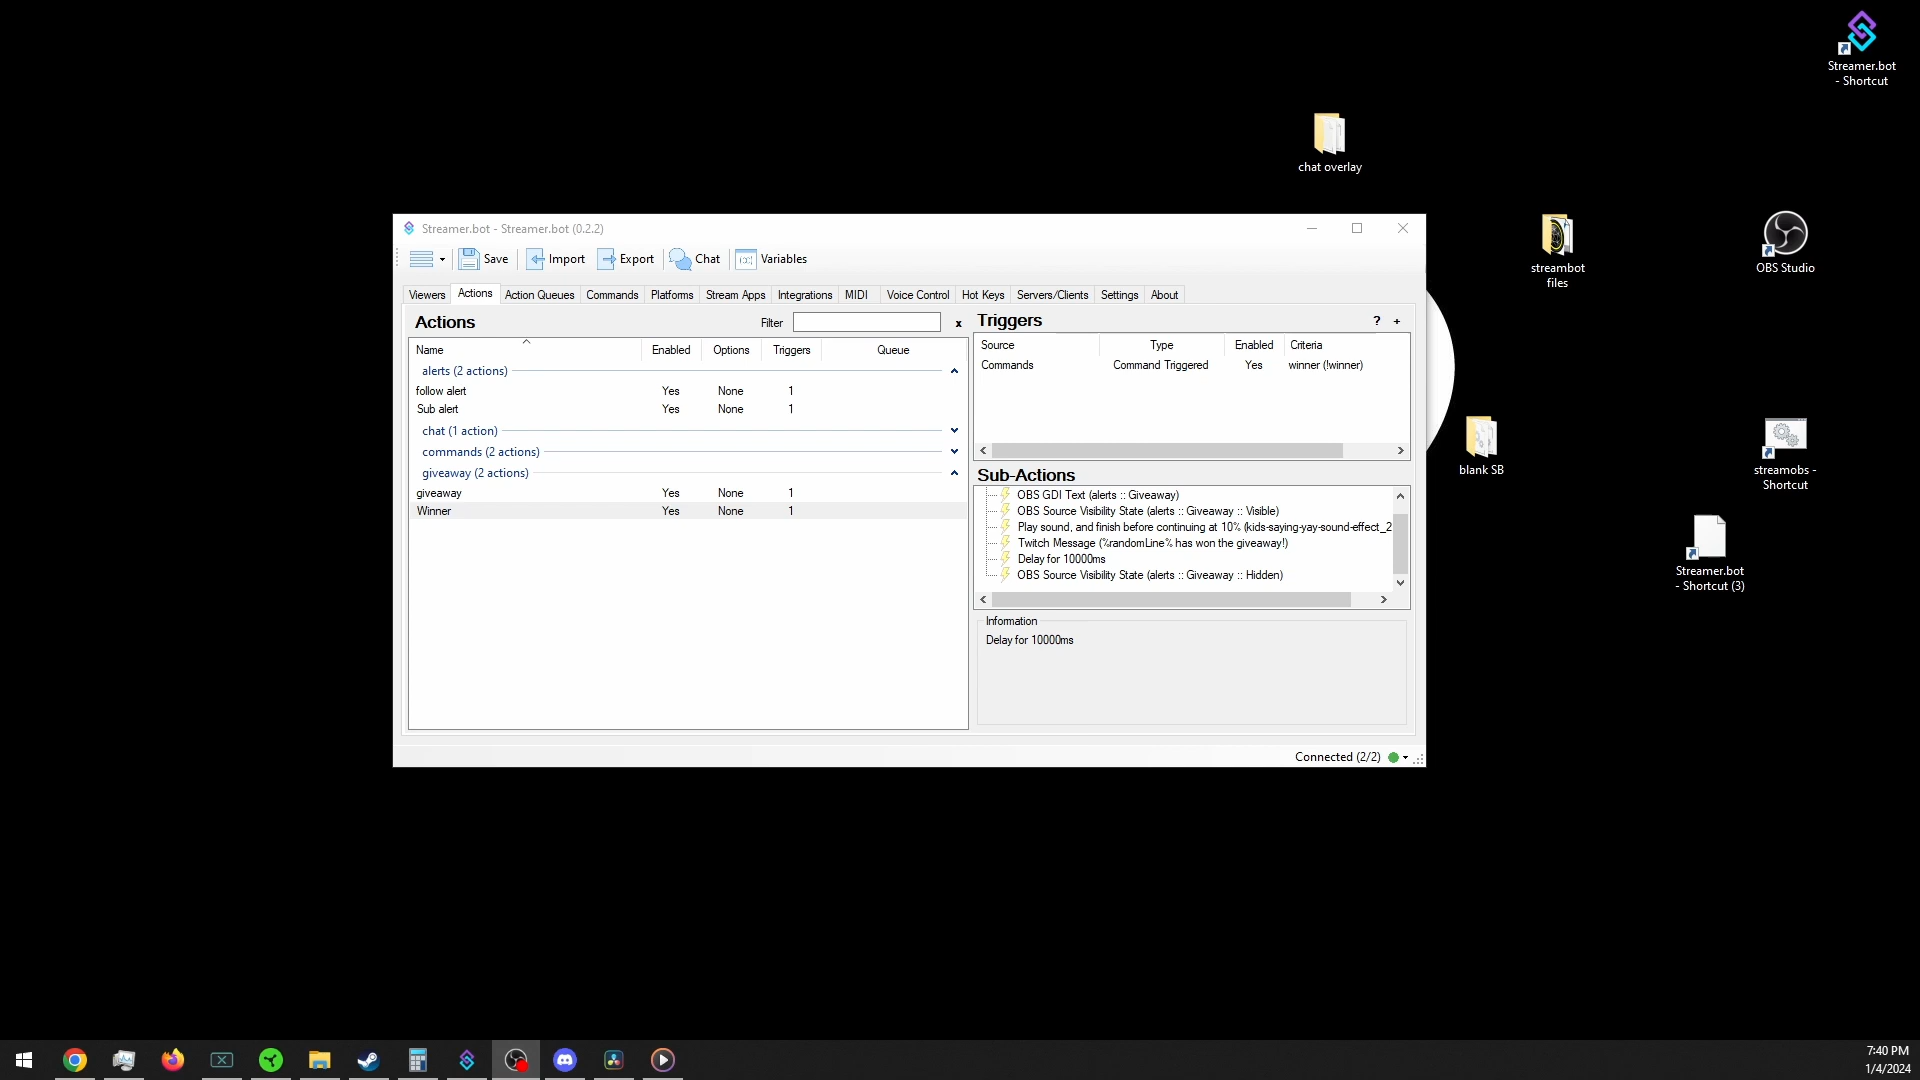 Streamer.bot
- Shortcut
chat overlay
streambot
files
OBS Studio
Streamer.bot - Streamer.bot (0.2.2)
Save Import Export Chat Variables
Viewers Actions Action Queues Commands Platforms Stream Apps Integrations MIDI Voice Control Hot Keys Servers/Clients Settings About
Actions
Filter
x
Name Enabled Options Triggers Queue
alerts (2 actions)
follow alert Yes None 1
Sub alert Yes None 1
chat (1 action)
commands (2 actions)
giveaway (2 actions)
giveaway Yes None 1
Winner Yes None 1
Triggers
? +
Source Type Enabled Criteria
Commands Command Triggered Yes winner (!winner)
Sub-Actions
OBS GDI Text (alerts :: Giveaway)
OBS Source Visibility State (alerts :: Giveaway :: Visible)
Play sound, and finish before continuing at 10% (kids-saying-yay-sound-effect_2
Twitch Message (%randomLine% has won the giveaway!)
Delay for 10000ms
OBS Source Visibility State (alerts :: Giveaway :: Hidden)
Information
Delay for 10000ms
Connected (2/2)
blank SB
streamobs -
Shortcut
Streamer.bot
- Shortcut (3)
7:40 PM
1/4/2024